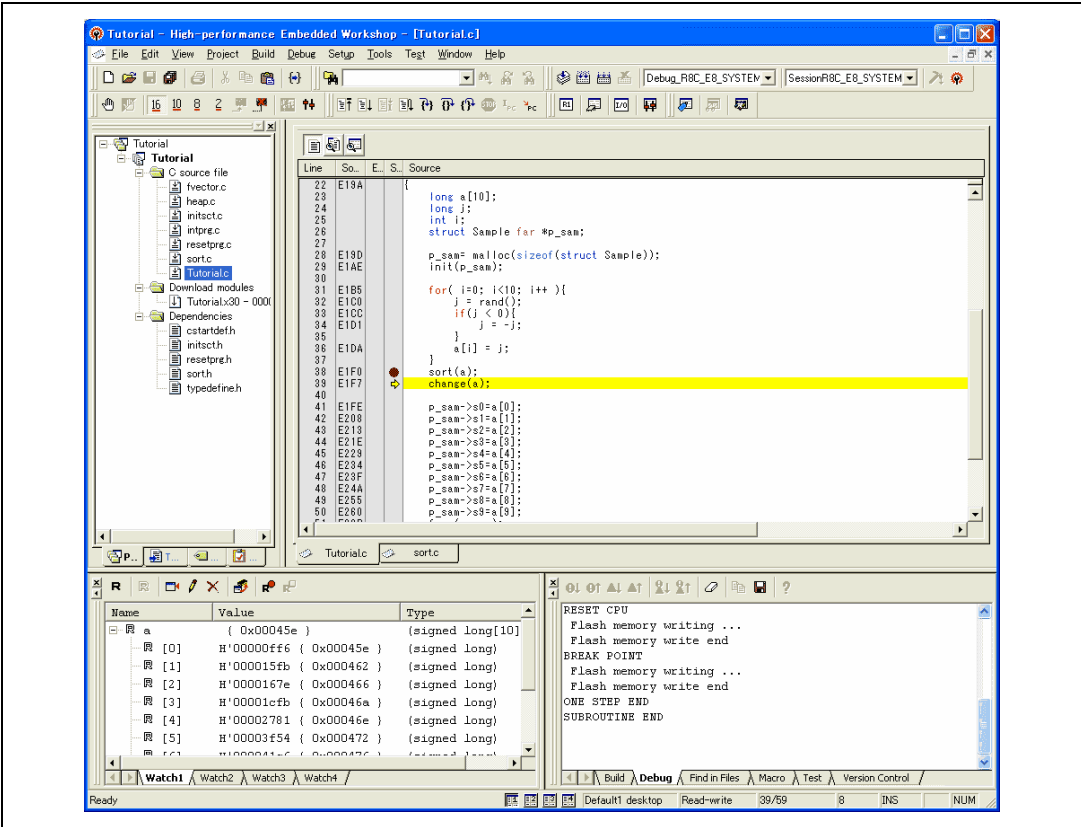 Tutorial - High-performance Embedded Workshop - [Tutorial.c]
File Edit View Project Build Debug Setup Tools Test Window Help
Debug_R8C_E8_SYSTEM SessionR8C_E8_SYSTEM
16 10 8 2
Tutorial
Tutorial
C source file
fvector.c
heap.c
initsct.c
intprg.c
resetprg.c
sort.c
Tutorial.c
Download modules
Tutorial.x30 - 0000
Dependencies
cstartdef.h
initsct.h
resetprg.h
sort.h
typedefine.h
P.. T...
Line So... E.. S.. Source
22 E19A {
23 long a[10];
24 long j;
25 int i;
26 struct Sample far *p_sam;
27
28 E19D p_sam= malloc(sizeof(struct Sample));
29 E1AE init(p_sam);
30
31 E1B5 for( i=0; i<10; i++ ){
32 E1C0 j = rand();
33 E1CC if(j < 0){
34 E1D1 j = -j;
35 }
36 E1DA a[i] = j;
37 }
38 E1F0 sort(a);
39 E1F7 change(a);
40
41 E1FE p_sam->s0=a[0];
42 E208 p_sam->s1=a[1];
43 E213 p_sam->s2=a[2];
44 E21E p_sam->s3=a[3];
45 E229 p_sam->s4=a[4];
46 E234 p_sam->s5=a[5];
47 E23F p_sam->s6=a[6];
48 E24A p_sam->s7=a[7];
49 E255 p_sam->s8=a[8];
50 E260 p_sam->s9=a[9];
Tutorial.c sort.c
Name Value Type
R a { 0x00045e } (signed long[10]
R [0] H'00000ff6 { 0x00045e } (signed long)
R [1] H'000015fb { 0x000462 } (signed long)
R [2] H'0000167e { 0x000466 } (signed long)
R [3] H'00001cfb { 0x00046a } (signed long)
R [4] H'00002781 { 0x00046e } (signed long)
R [5] H'00003f54 { 0x000472 } (signed long)
Watch1 Watch2 Watch3 Watch4
RESET CPU
Flash memory writing ...
Flash memory write end
BREAK POINT
Flash memory writing ...
Flash memory write end
ONE STEP END
SUBROUTINE END
Build Debug Find in Files Macro Test Version Control
Ready Default1 desktop Read-write 39/59 8 INS NUM